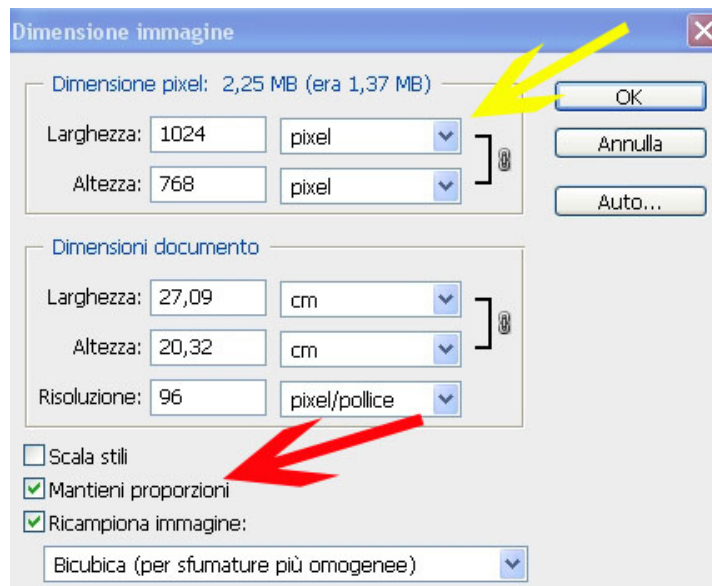 Dimensione immagine
Dimensione pixel: 2,25 MB (era 1,37 MB)
OK
Larghezza: 1024 pixel
Annulla
Altezza: 768 pixel
Auto...
Dimensioni documento
Larghezza: 27,09 cm
Altezza: 20,32 cm
Risoluzione: 96 pixel/pollice
Scala stili
Mantieni proporzioni
Ricampiona immagine:
Bicubica (per sfumature più omogenee)